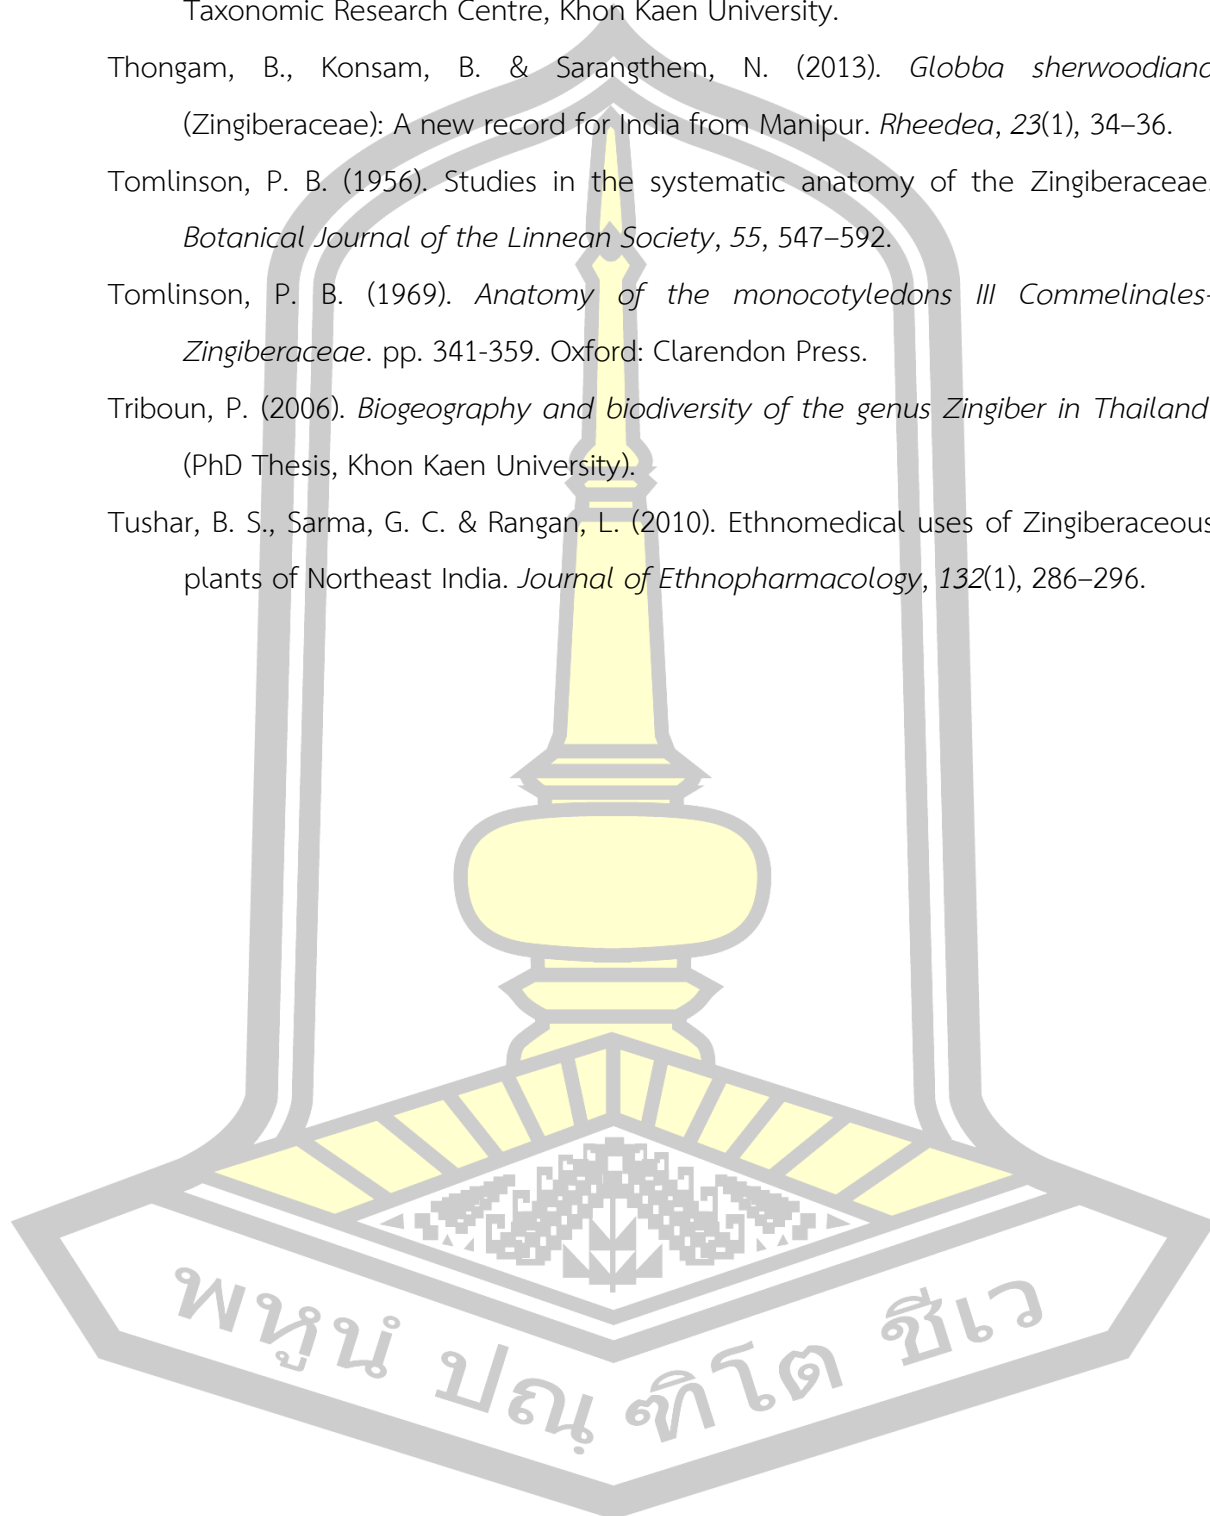 Taxonomic Research Centre, Khon Kaen University.
Thongam, B., Konsam, B. & Sarangthem, N. (2013). Globba sherwoodiana
(Zingiberaceae): A new record for India from Manipur. Rheedea, 23(1), 34–36.
Tomlinson, P. B. (1956). Studies in the systematic anatomy of the Zingiberaceae.
Botanical Journal of the Linnean Society, 55, 547–592.
Tomlinson, P. B. (1969). Anatomy of the monocotyledons III Commelinales-
Zingiberaceae. pp. 341-359. Oxford: Clarendon Press.
Triboun, P. (2006). Biogeography and biodiversity of the genus Zingiber in Thailand
(PhD Thesis, Khon Kaen University).
Tushar, B. S., Sarma, G. C. & Rangan, L. (2010). Ethnomedical uses of Zingiberaceous
plants of Northeast India. Journal of Ethnopharmacology, 132(1), 286–296.
พหูนํ ปณฺฑิโต ชีเว